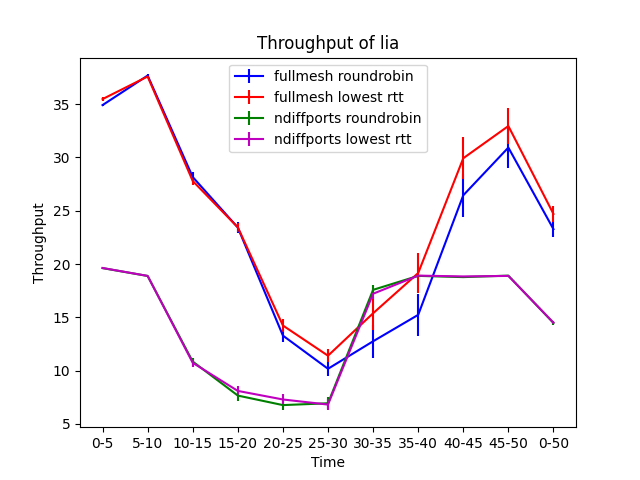 Throughput of lia
fullmesh roundrobin
fullmesh lowest rtt
ndiffports roundrobin
ndiffports lowest rtt
Throughput
35
30
25
20
15
10
5
0-5 5-10 10-15 15-20 20-25 25-30 30-35 35-40 40-45 45-50 0-50
Time